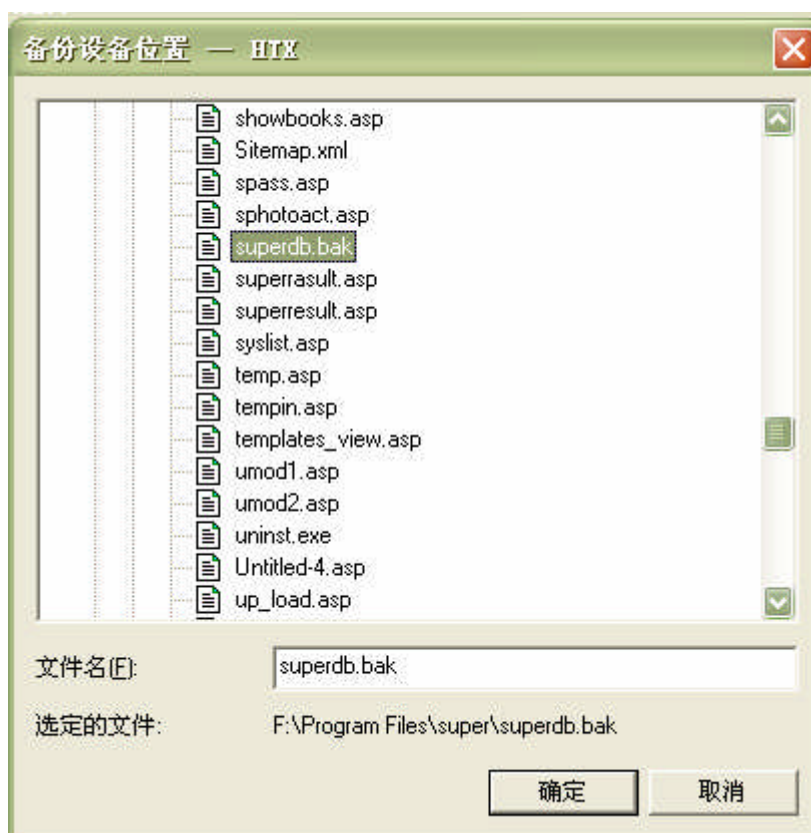 备份设备位置 — HTX
showbooks.asp
Sitemap.xml
spass.asp
sphotoact.asp
superdb.bak
superrasult.asp
superresult.asp
syslist.asp
temp.asp
tempin.asp
templates_view.asp
umod1.asp
umod2.asp
uninst.exe
Untitled-4.asp
up_load.asp
文件名(F): superdb.bak
选定的文件: F:\Program Files\super\superdb.bak
确定 取消